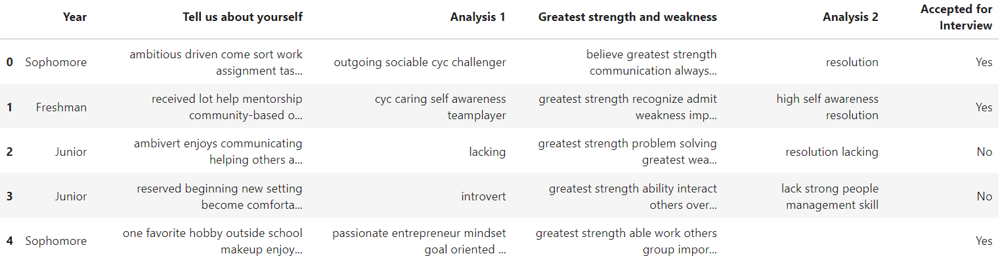 Year Tell us about yourself Analysis 1 Greatest strength and weakness Analysis 2 Accepted for Interview
0 Sophomore ambitious driven come sort work assignment tas... outgoing sociable cyc challenger believe greatest strength communication always... resolution Yes
1 Freshman received lot help mentorship community-based o... cyc caring self awareness teamplayer greatest strength recognize admit weakness imp... high self awareness resolution Yes
2 Junior ambivert enjoys communicating helping others a... lacking greatest strength problem solving greatest wea... resolution lacking No
3 Junior reserved beginning new setting become comforta... introvert greatest strength ability interact others over... lack strong people management skill No
4 Sophomore one favorite hobby outside school makeup enjoy... passionate entrepreneur mindset goal oriented ... greatest strength able work others group impor... Yes